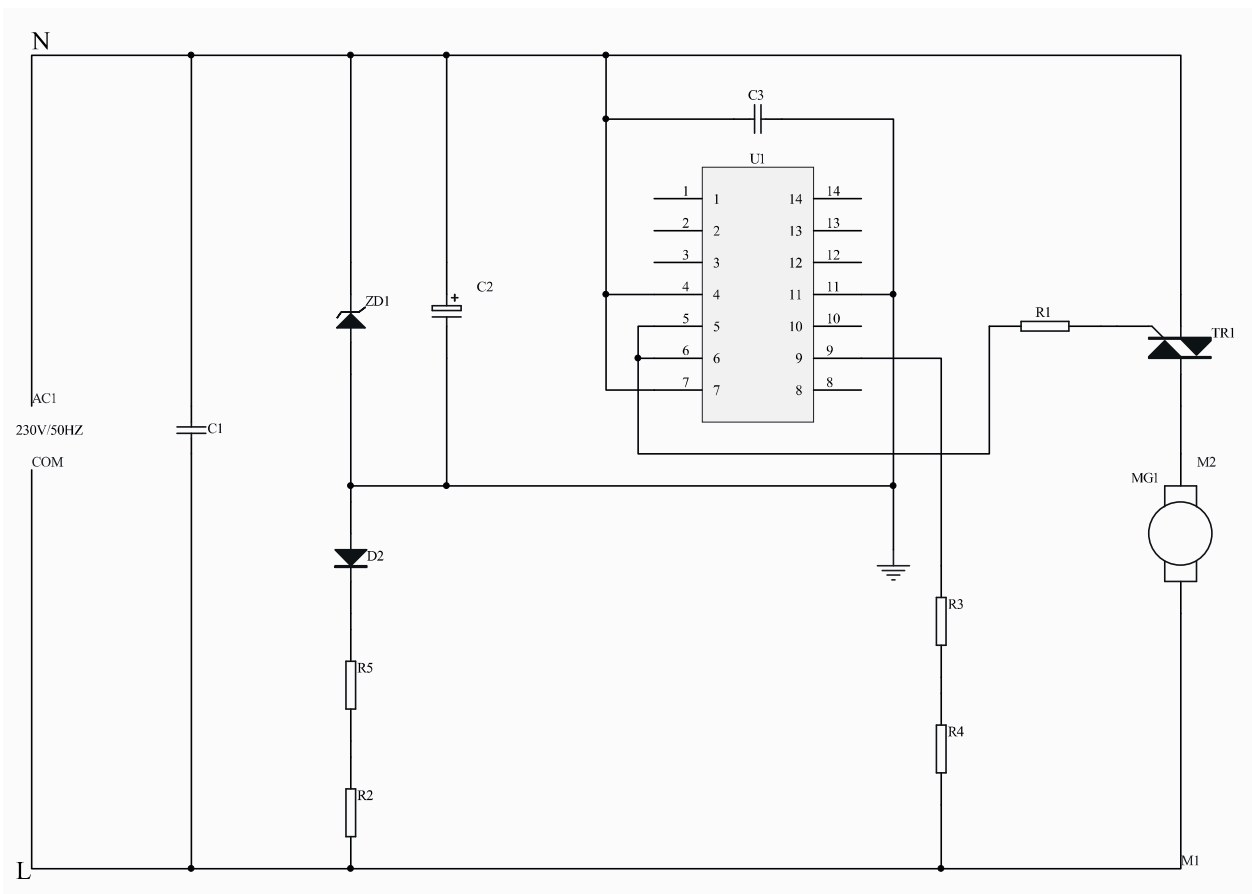 N
C3
U1
1 1 14 14
2 2 13 13
3 3 12 12
4 4 11 11
5 5 10 10
6 6 9 9
7 7 8 8
+
C2
ZD1
R1
TR1
AC1
230V/50HZ
COM
C1
M2
MG1
D2
R3
R5
R4
R2
L
M1